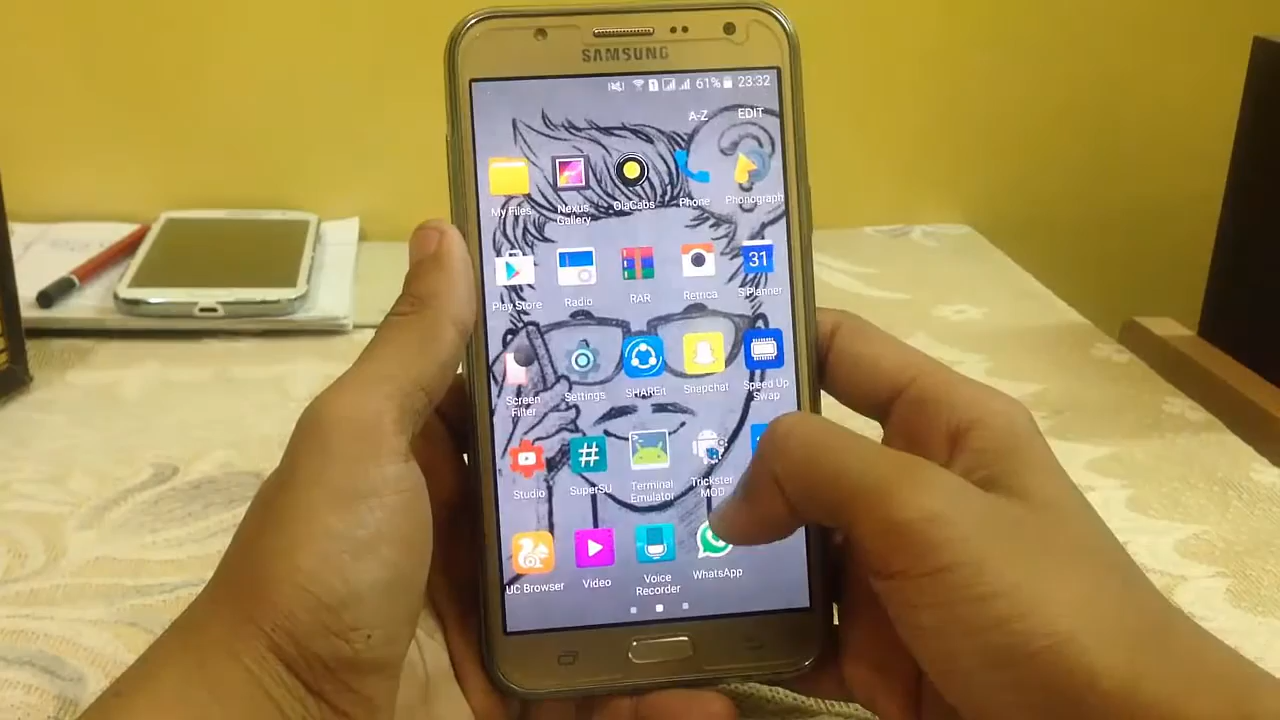 SAMSUNG
61% 23:32
A-Z EDIT
My Files Nexus Gallery OlaCabs Phone Phonograph
Play Store Radio RAR Retrica S Planner
31
Screen Filter Settings SHAREit Snapchat Speed Up Swap
#
Studio SuperSU Terminal Emulator Trickster MOD
UC Browser Video Voice Recorder WhatsApp